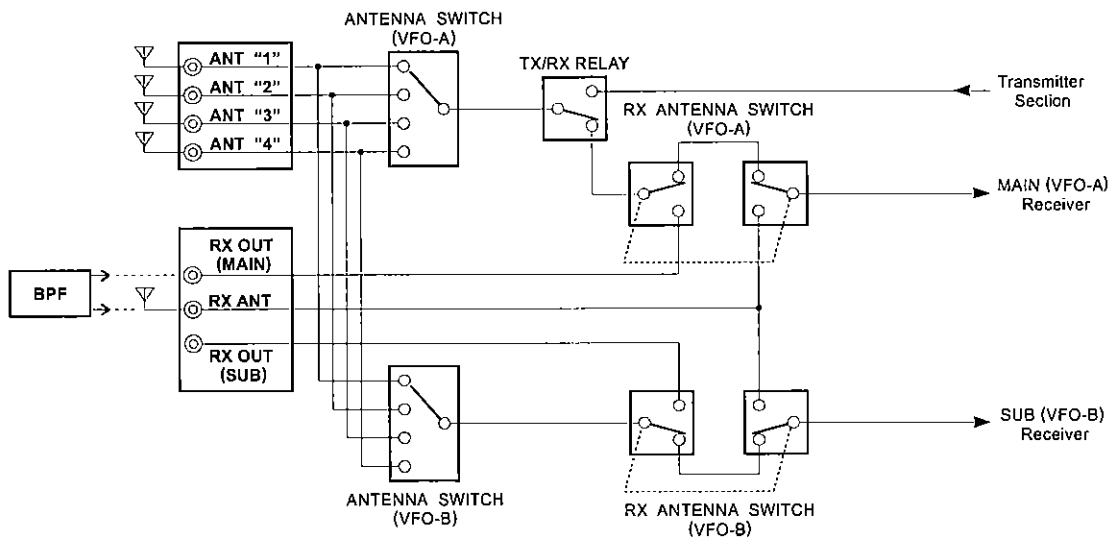 ANTENNA SWITCH
(VFO-A)
ANT "1"
ANT "2"
ANT "3"
ANT "4"
TX/RX RELAY
Transmitter
Section
RX ANTENNA SWITCH
(VFO-A)
MAIN (VFO-A)
Receiver
RX OUT
(MAIN)
BPF
RX ANT
RX OUT
(SUB)
SUB (VFO-B)
Receiver
ANTENNA SWITCH
(VFO-B)
RX ANTENNA SWITCH
(VFO-B)